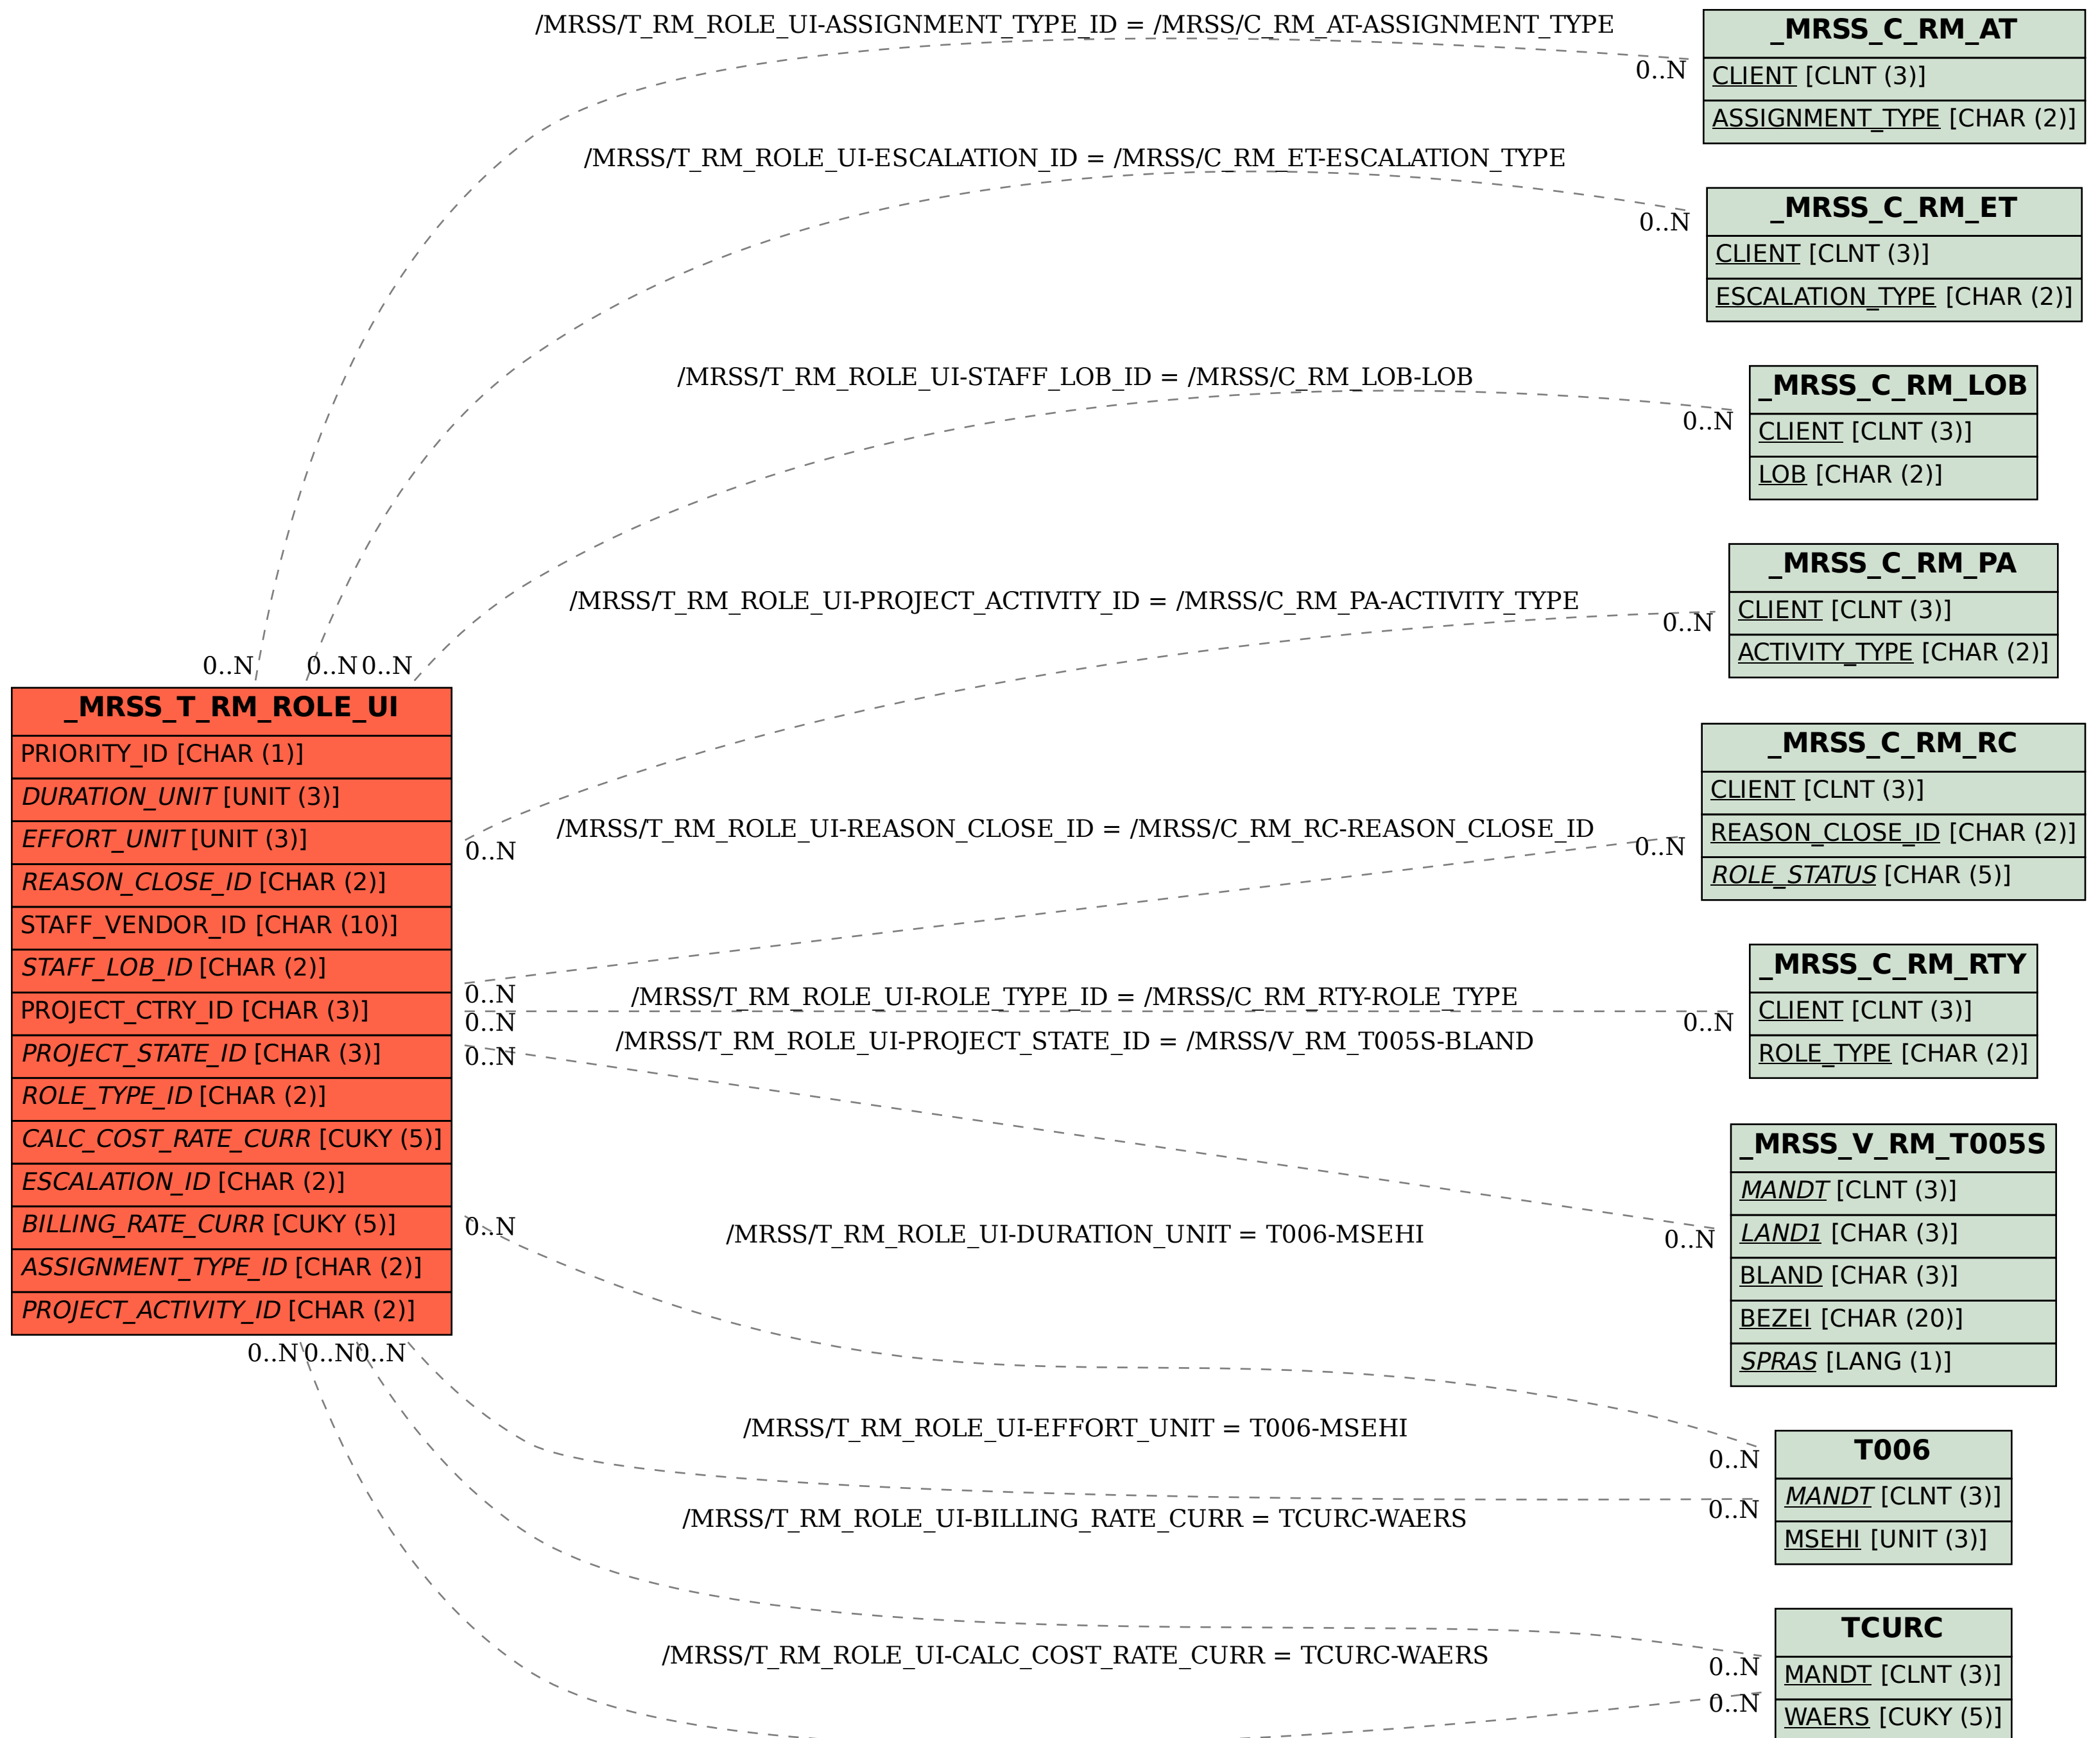 /MRSS/T_RM_ROLE_UI-ASSIGNMENT_TYPE_ID = /MRSS/C_RM_AT-ASSIGNMENT_TYPE
0..N
_MRSS_C_RM_AT
CLIENT [CLNT (3)]
ASSIGNMENT_TYPE [CHAR (2)]
/MRSS/T_RM_ROLE_UI-ESCALATION_ID = /MRSS/C_RM_ET-ESCALATION_TYPE
0..N
_MRSS_C_RM_ET
CLIENT [CLNT (3)]
ESCALATION_TYPE [CHAR (2)]
/MRSS/T_RM_ROLE_UI-STAFF_LOB_ID = /MRSS/C_RM_LOB-LOB
0..N
_MRSS_C_RM_LOB
CLIENT [CLNT (3)]
LOB [CHAR (2)]
/MRSS/T_RM_ROLE_UI-PROJECT_ACTIVITY_ID = /MRSS/C_RM_PA-ACTIVITY_TYPE
0..N
_MRSS_C_RM_PA
CLIENT [CLNT (3)]
ACTIVITY_TYPE [CHAR (2)]
0..N 0..N 0..N
_MRSS_T_RM_ROLE_UI
PRIORITY_ID [CHAR (1)]
DURATION_UNIT [UNIT (3)]
EFFORT_UNIT [UNIT (3)]
REASON_CLOSE_ID [CHAR (2)]
STAFF_VENDOR_ID [CHAR (10)]
STAFF_LOB_ID [CHAR (2)]
PROJECT_CTRY_ID [CHAR (3)]
PROJECT_STATE_ID [CHAR (3)]
ROLE_TYPE_ID [CHAR (2)]
CALC_COST_RATE_CURR [CUKY (5)]
ESCALATION_ID [CHAR (2)]
BILLING_RATE_CURR [CUKY (5)]
ASSIGNMENT_TYPE_ID [CHAR (2)]
PROJECT_ACTIVITY_ID [CHAR (2)]
0..N 0..N 0..N
0..N
/MRSS/T_RM_ROLE_UI-REASON_CLOSE_ID = /MRSS/C_RM_RC-REASON_CLOSE_ID
0..N
_MRSS_C_RM_RC
CLIENT [CLNT (3)]
REASON_CLOSE_ID [CHAR (2)]
ROLE_STATUS [CHAR (5)]
0..N
/MRSS/T_RM_ROLE_UI-ROLE_TYPE_ID = /MRSS/C_RM_RTY-ROLE_TYPE
0..N
0..N
_MRSS_C_RM_RTY
CLIENT [CLNT (3)]
ROLE_TYPE [CHAR (2)]
/MRSS/T_RM_ROLE_UI-PROJECT_STATE_ID = /MRSS/V_RM_T005S-BLAND
0..N
0..N
_MRSS_V_RM_T005S
MANDT [CLNT (3)]
LAND1 [CHAR (3)]
BLAND [CHAR (3)]
BEZEI [CHAR (20)]
SPRAS [LANG (1)]
0..N
/MRSS/T_RM_ROLE_UI-DURATION_UNIT = T006-MSEHI
0..N
/MRSS/T_RM_ROLE_UI-EFFORT_UNIT = T006-MSEHI
0..N
T006
MANDT [CLNT (3)]
MSEHI [UNIT (3)]
/MRSS/T_RM_ROLE_UI-BILLING_RATE_CURR = TCURC-WAERS
0..N
/MRSS/T_RM_ROLE_UI-CALC_COST_RATE_CURR = TCURC-WAERS
0..N
TCURC
MANDT [CLNT (3)]
WAERS [CUKY (5)]